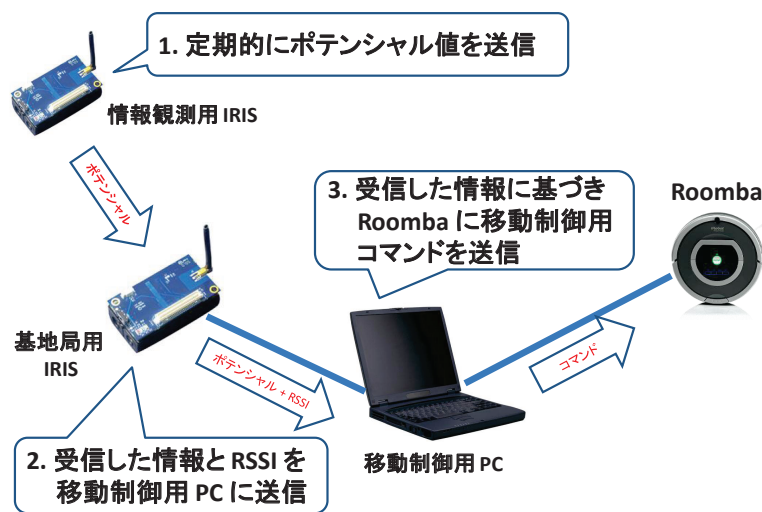 1. 定期的にポテンシャル値を送信
情報観測用 IRIS
ポテンシャル
3. 受信した情報に基づき
Roomba に移動制御用
コマンドを送信
Roomba
基地局用
IRIS
ポテンシャル + RSSI
コマンド
2. 受信した情報と RSSI を
移動制御用 PC に送信
移動制御用 PC